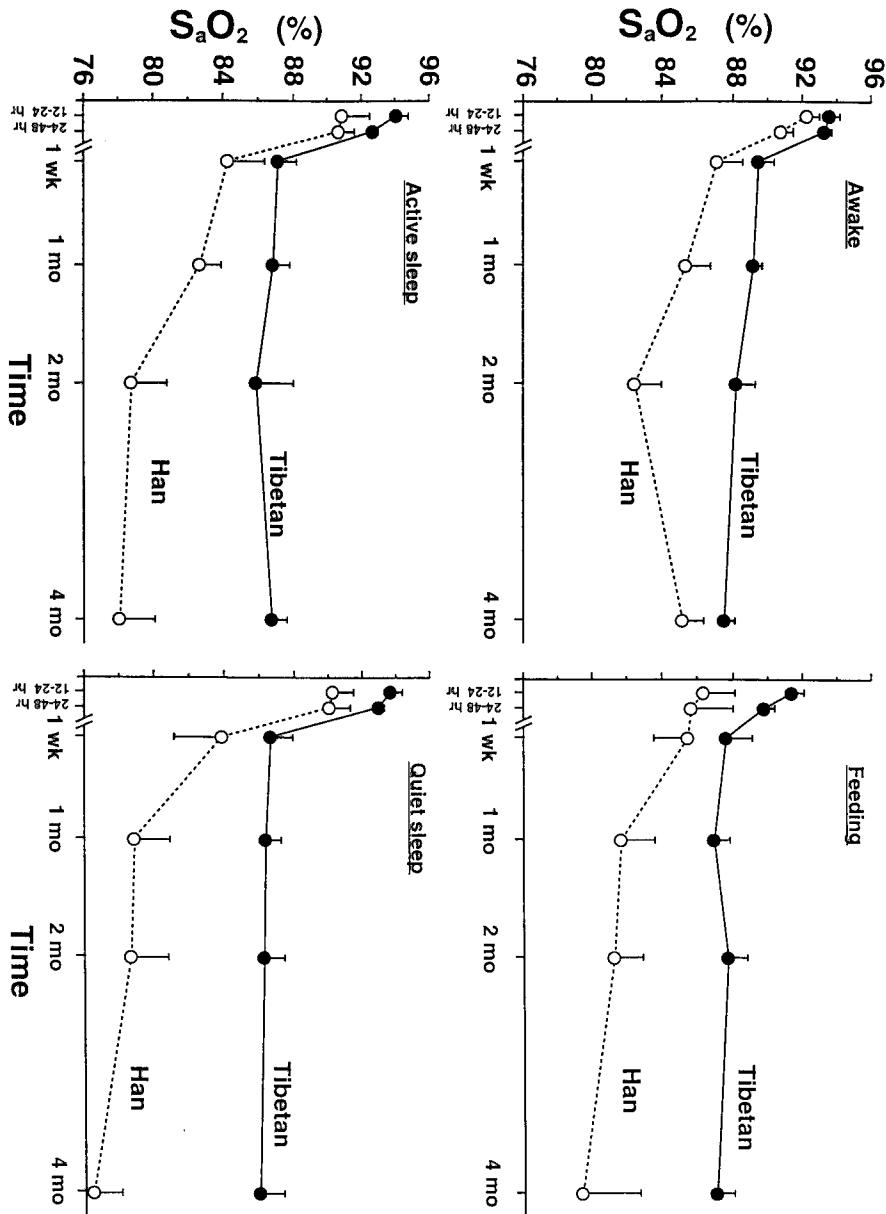 SaO2 (%)
96
92
88
84
80
Awake
Tibetan
Han
12-24 hr
24-48 hr
1 wk
1 mo
2 mo
4 mo
Feeding
Tibetan
Han
12-24 hr
24-48 hr
1 wk
1 mo
2 mo
4 mo
SaO2 (%)
96
92
88
84
80
76
Active sleep
Tibetan
Han
12-24 hr
24-48 hr
1 wk
1 mo
2 mo
4 mo
Time
Quiet sleep
Tibetan
Han
12-24 hr
24-48 hr
1 wk
1 mo
2 mo
4 mo
Time